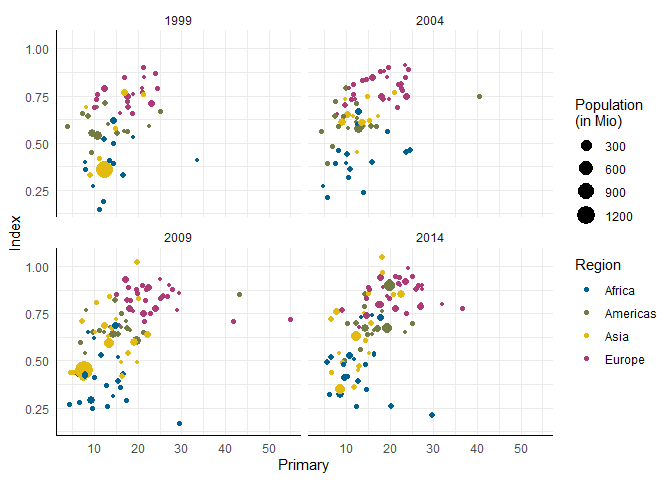 1999
2004
1.00
0.75
0.50
0.25
2009
2014
1.00
0.75
0.50
0.25
10 20 30 40 50
10 20 30 40 50
Primary
Index
Population
(in Mio)
300
600
900
1200
Region
Africa
Americas
Asia
Europe